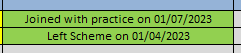 Joined with practice on 01/07/2023
Left Scheme on 01/04/2023